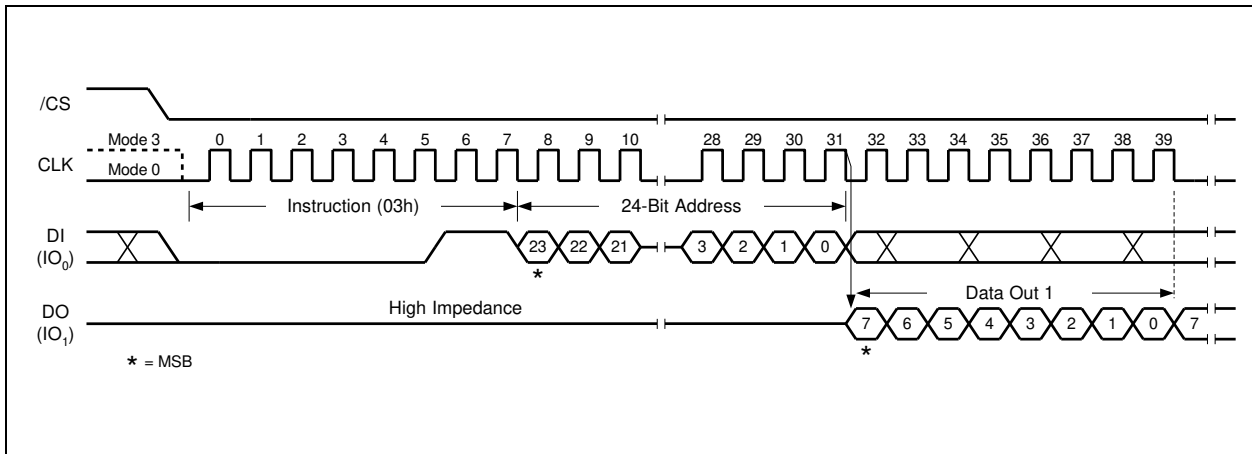 /CS
Mode 3 0 1 2 3 4 5 6 7 8 9 10 28 29 30 31 32 33 34 35 36 37 38 39
CLK Mode 0
Instruction (03h) 24-Bit Address
DI
(IO0) 23 22 21 3 2 1 0
*
High Impedance Data Out 1
DO
(IO1) 7 6 5 4 3 2 1 0 7
*
* = MSB